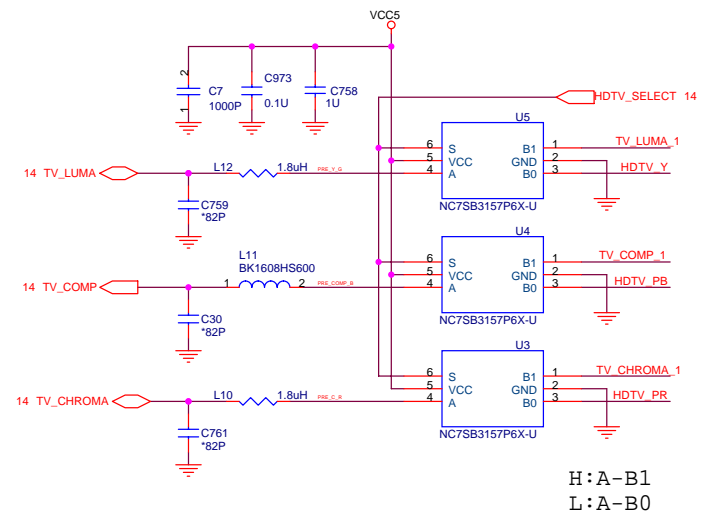 VCC5
2
C7
1
1000P
C973
0.1U
C758
1U
HDTV_SELECT 14
U5
6 S
5 VCC
4 A
B1 1
GND 2
B0 3
TV_LUMA_1
HDTV_Y
NC7SB3157P6X-U
14 TV_LUMA
L12
1.8uH
PRE_Y_G
C759
*82P
U4
6 S
5 VCC
4 A
B1 1
GND 2
B0 3
TV_COMP_1
HDTV_PB
NC7SB3157P6X-U
L11
BK1608HS600
14 TV_COMP
1
2
PRE_COMP_B
C30
*82P
U3
6 S
5 VCC
4 A
B1 1
GND 2
B0 3
TV_CHROMA_1
HDTV_PR
NC7SB3157P6X-U
14 TV_CHROMA
L10
1.8uH
PRE_C_R
C761
*82P
H:A-B1
L:A-B0